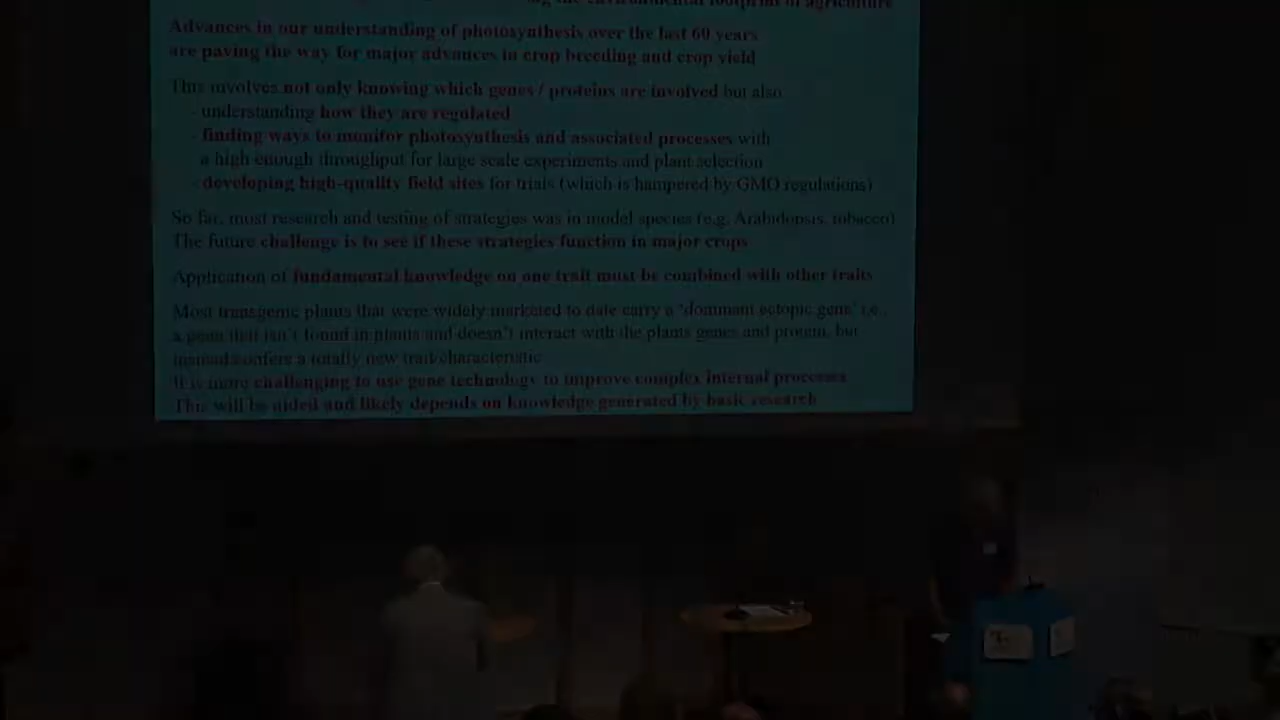 the environmental footprint of agriculture
Advances in our understanding of photosynthesis over the last 60 years
are paving the way for major advances in crop breeding and crop yield
This involves not only knowing which genes / proteins are involved but also
- understanding how they are regulated
- finding ways to monitor photosynthesis and associated processes with
a high enough throughput for large scale experiments and plant selection
- developing high-quality field sites for trials (which is hampered by GMO regulations)
So far, most research and testing of strategies was in model species (e.g. Arabidopsis, tobacco)
The future challenge is to see if these strategies function in major crops
Application of fundamental knowledge on one trait must be combined with other traits
Most transgenic plants that were widely marketed to date carry a 'dominant ectopic gene' i.e.,
a gene that isn't found in plants and doesn't interact with the plants genes and protein, but
instead confers a totally new trait/characteristic
It is more challenging to use gene technology to improve complex internal processes
This will be aided and likely depends on knowledge generated by basic research